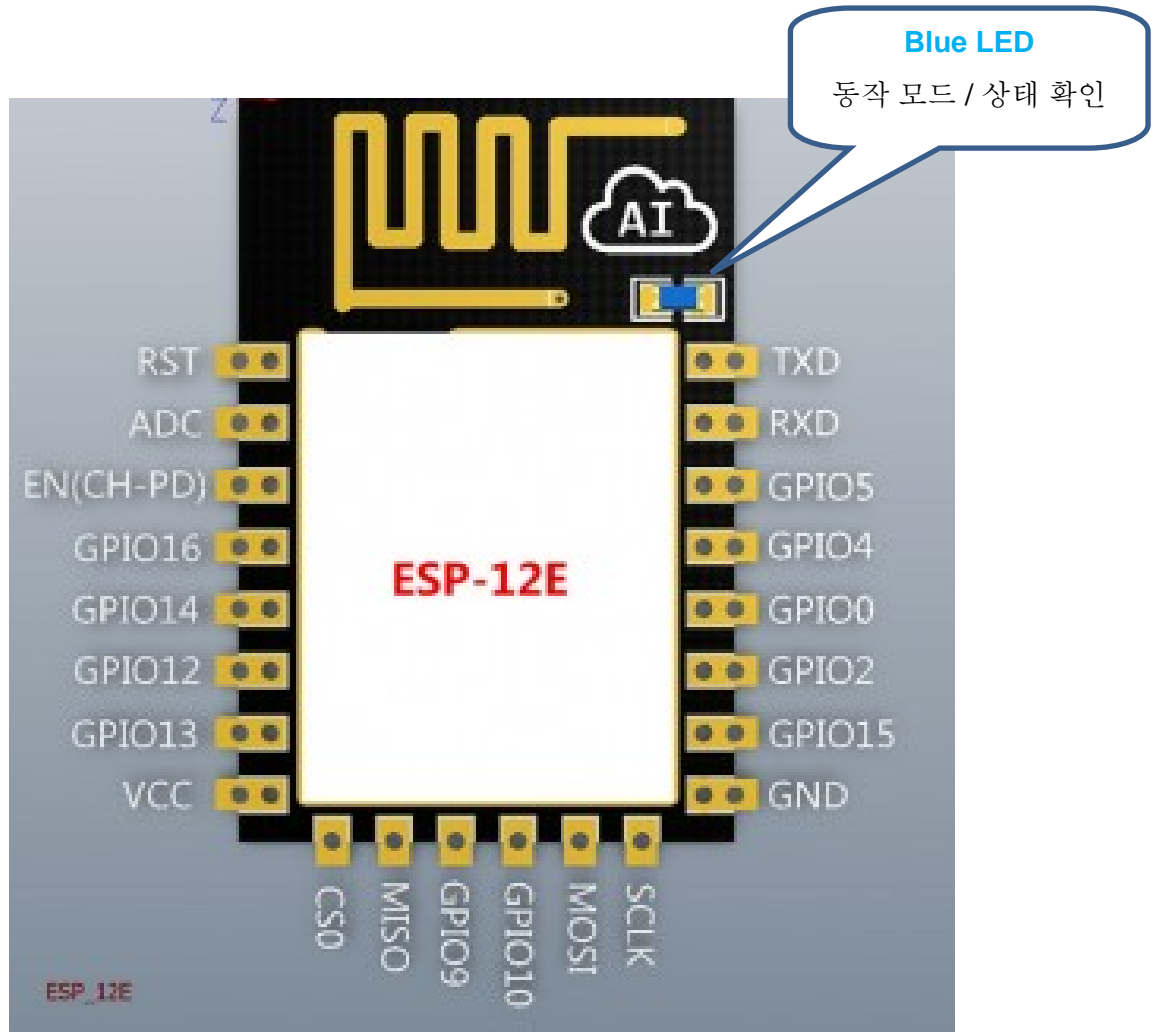 Blue LED
동작 모드 / 상태 확인
Z
AI
RST
TXD
ADC
RXD
EN(CH-PD)
GPIO5
GPIO16
GPIO4
ESP-12E
GPIO14
GPIO0
GPIO12
GPIO2
GPIO13
GPIO15
VCC
GND
CS0
MISO
GPIO9
GPIO10
MOSI
SCLK
ESP_12E